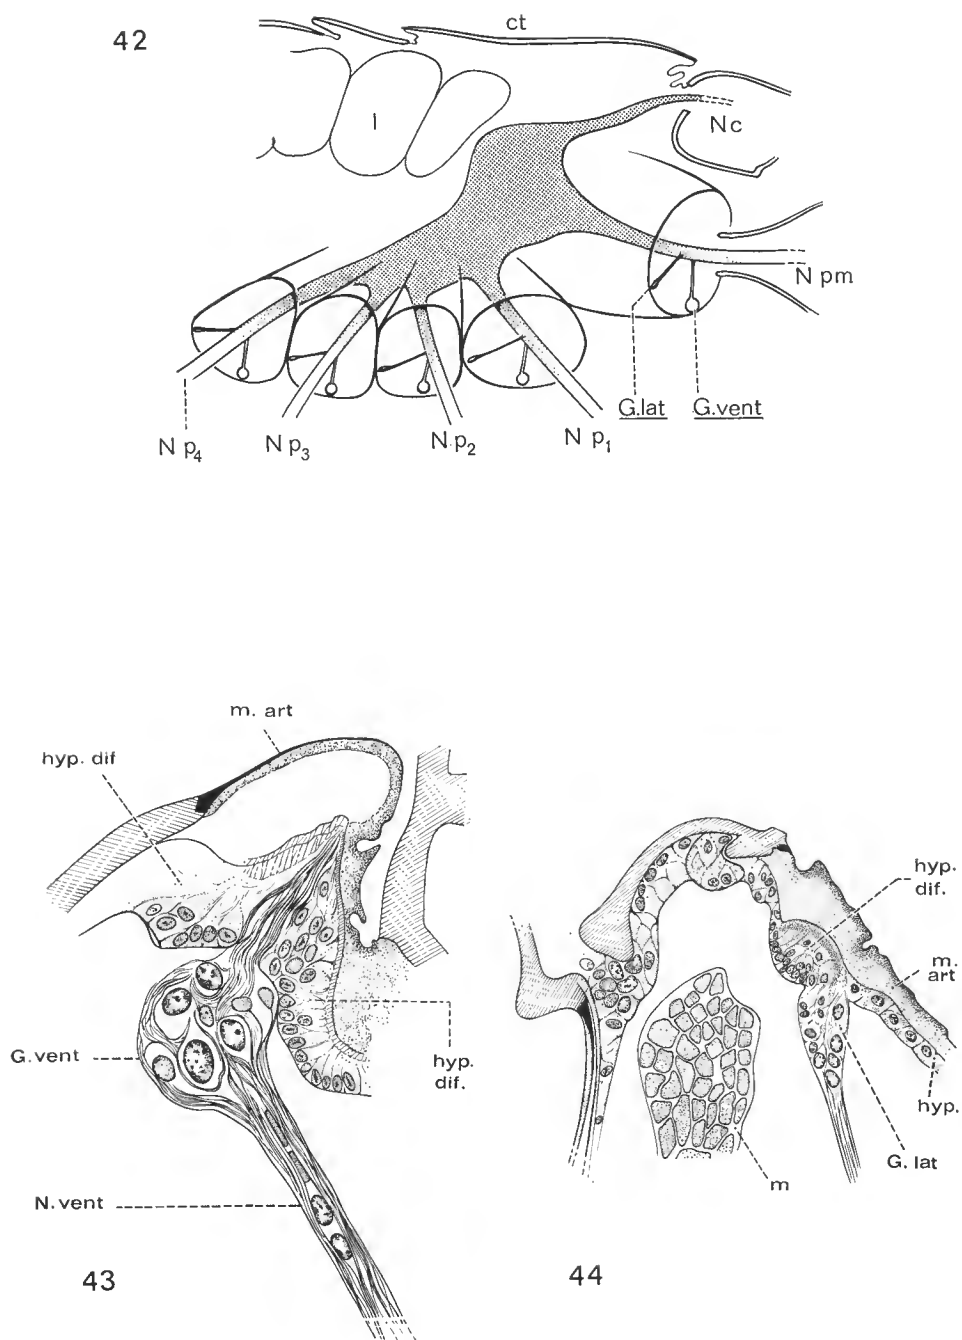 42
ct
l
Nc
N pm
G.lat
G.vent
N p4
N p3
N p2
N p1
m. art
hyp. dif
G.vent
hyp.
dif.
N.vent
43
hyp.
dif.
m.
art
hyp.
G. lat
m
44